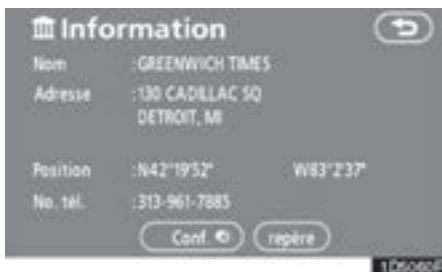 Information
Nom :GREENWICH TIMES
Adresse :130 CADILLAC SQ
DETROIT, MI
Position :N42°19'52" W83°2'37"
No. tél. :313-961-7885
Conf. repère